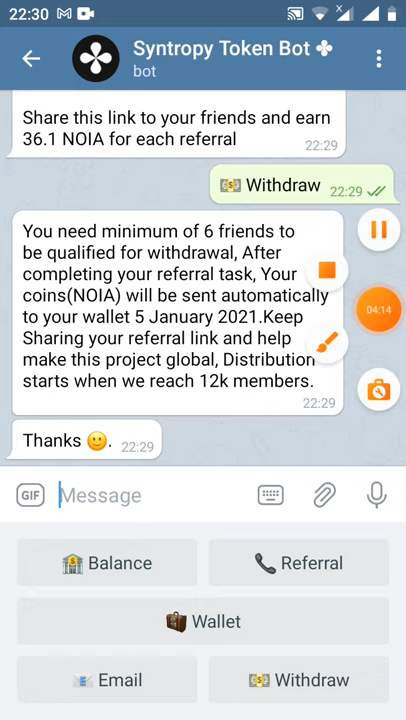 22:30
Syntropy Token Bot
bot
Share this link to your friends and earn
36.1 NOIA for each referral
22:29
Withdraw
22:29
You need minimum of 6 friends to
be qualified for withdrawal, After
completing your referral task, Your
coins(NOIA) will be sent automatically
to your wallet 5 January 2021.Keep
Sharing your referral link and help
make this project global, Distribution
starts when we reach 12k members.
22:29
04:14
Thanks 🙂.
22:29
GIF
Message
Balance
Referral
Wallet
Email
Withdraw